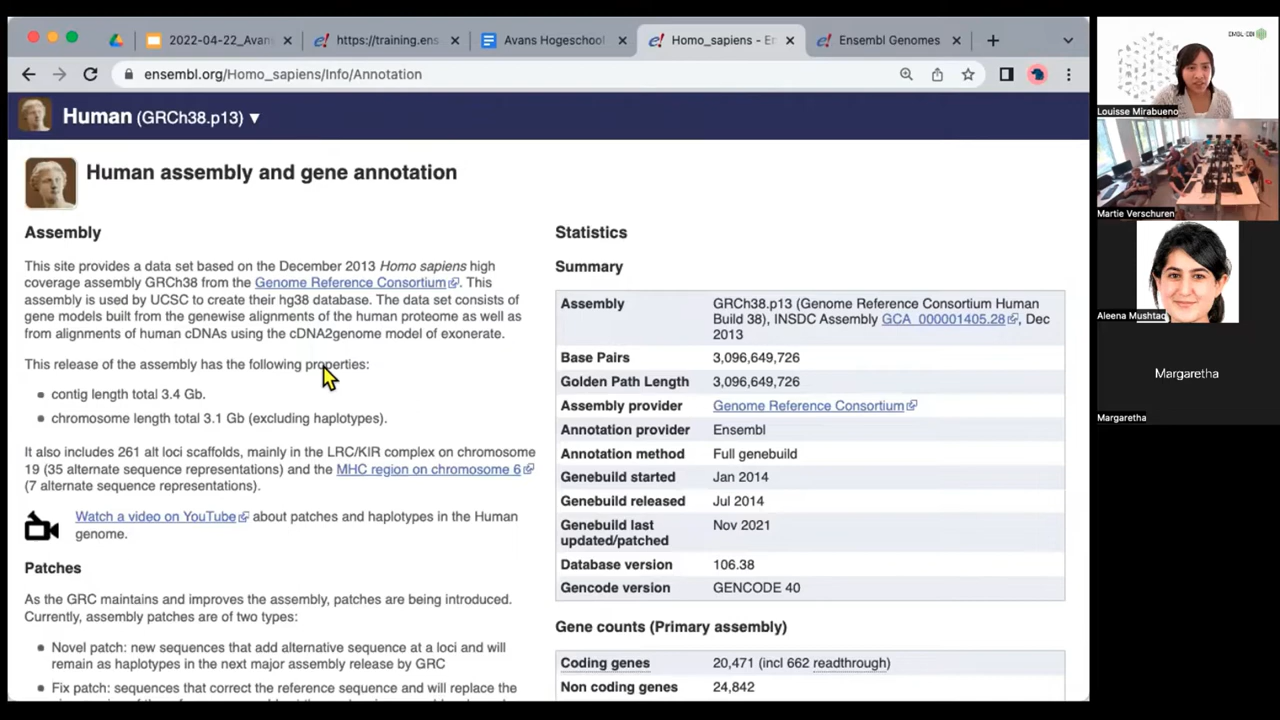 2022-04-22_Avan
https://training.ens
Avans Hogeschool
Homo_sapiens - En
Ensembl Genomes
ensembl.org/Homo_sapiens/Info/Annotation
Human (GRCh38.p13) ▼
Human assembly and gene annotation
Assembly
This site provides a data set based on the December 2013 Homo sapiens high
coverage assembly GRCh38 from the Genome Reference Consortium. This
assembly is used by UCSC to create their hg38 database. The data set consists of
gene models built from the genewise alignments of the human proteome as well as
from alignments of human cDNAs using the cDNA2genome model of exonerate.
This release of the assembly has the following properties:
contig length total 3.4 Gb.
chromosome length total 3.1 Gb (excluding haplotypes).
It also includes 261 alt loci scaffolds, mainly in the LRC/KIR complex on chromosome
19 (35 alternate sequence representations) and the MHC region on chromosome 6
(7 alternate sequence representations).
Watch a video on YouTube about patches and haplotypes in the Human
genome.
Patches
As the GRC maintains and improves the assembly, patches are being introduced.
Currently, assembly patches are of two types:
Novel patch: new sequences that add alternative sequence at a loci and will
remain as haplotypes in the next major assembly release by GRC
Fix patch: sequences that correct the reference sequence and will replace the
Statistics
Summary
Assembly GRCh38.p13 (Genome Reference Consortium Human
Build 38), INSDC Assembly GCA_000001405.28, Dec
2013
Base Pairs 3,096,649,726
Golden Path Length 3,096,649,726
Assembly provider Genome Reference Consortium
Annotation provider Ensembl
Annotation method Full genebuild
Genebuild started Jan 2014
Genebuild released Jul 2014
Genebuild last
updated/patched Nov 2021
Database version 106.38
Gencode version GENCODE 40
Gene counts (Primary assembly)
Coding genes 20,471 (incl 662 readthrough)
Non coding genes 24,842
EMBL-EBI
Louisse Mirabueno
Martie Verschuren
Aleena Mushtaq
Margaretha
Margaretha